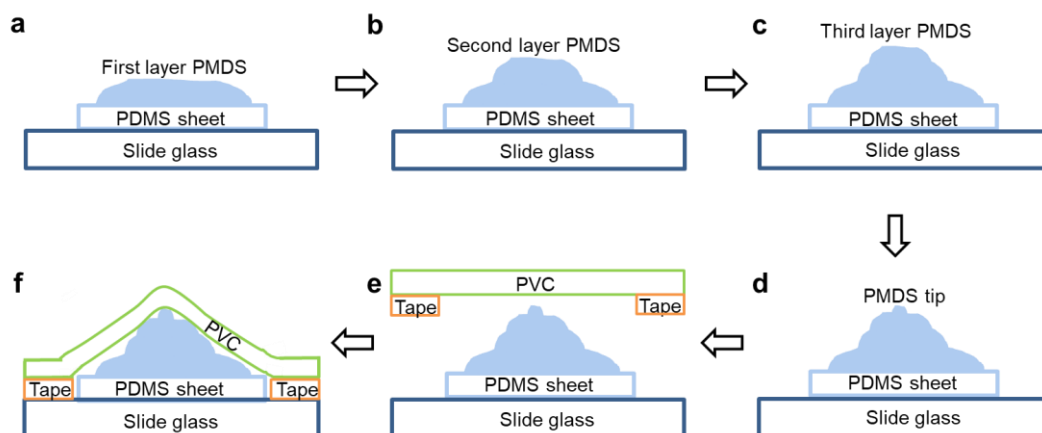 a
First layer PMDS
PDMS sheet
Slide glass
b
Second layer PMDS
PDMS sheet
Slide glass
c
Third layer PMDS
PDMS sheet
Slide glass
d
PMDS tip
PDMS sheet
Slide glass
e
PVC
Tape
Tape
PDMS sheet
Slide glass
f
PVC
Tape
PDMS sheet
Tape
Slide glass